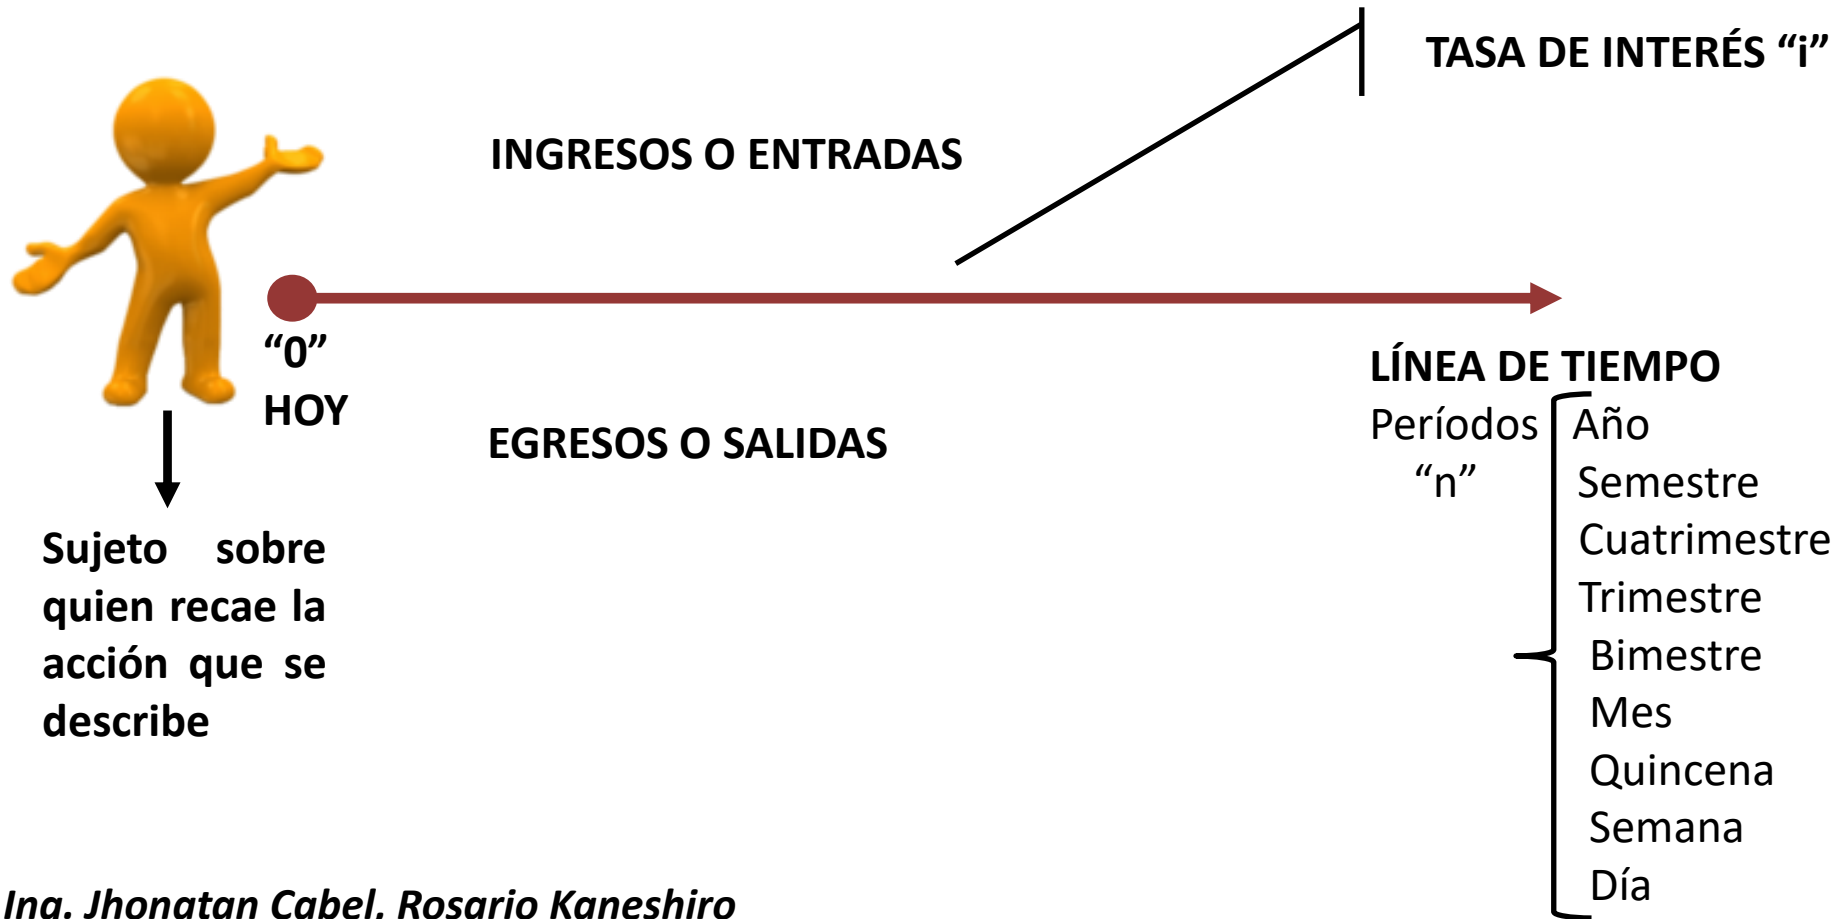 TASA DE INTERÉS “i”
INGRESOS O ENTRADAS
“0”
HOY
EGRESOS O SALIDAS
LÍNEA DE TIEMPO
Períodos
“n”
Año
Semestre
Cuatrimestre
Trimestre
Bimestre
Mes
Quincena
Semana
Día
Sujeto sobre
quien recae la
acción que se
describe
Ing. Jhonatan Cabel, Rosario Kaneshiro